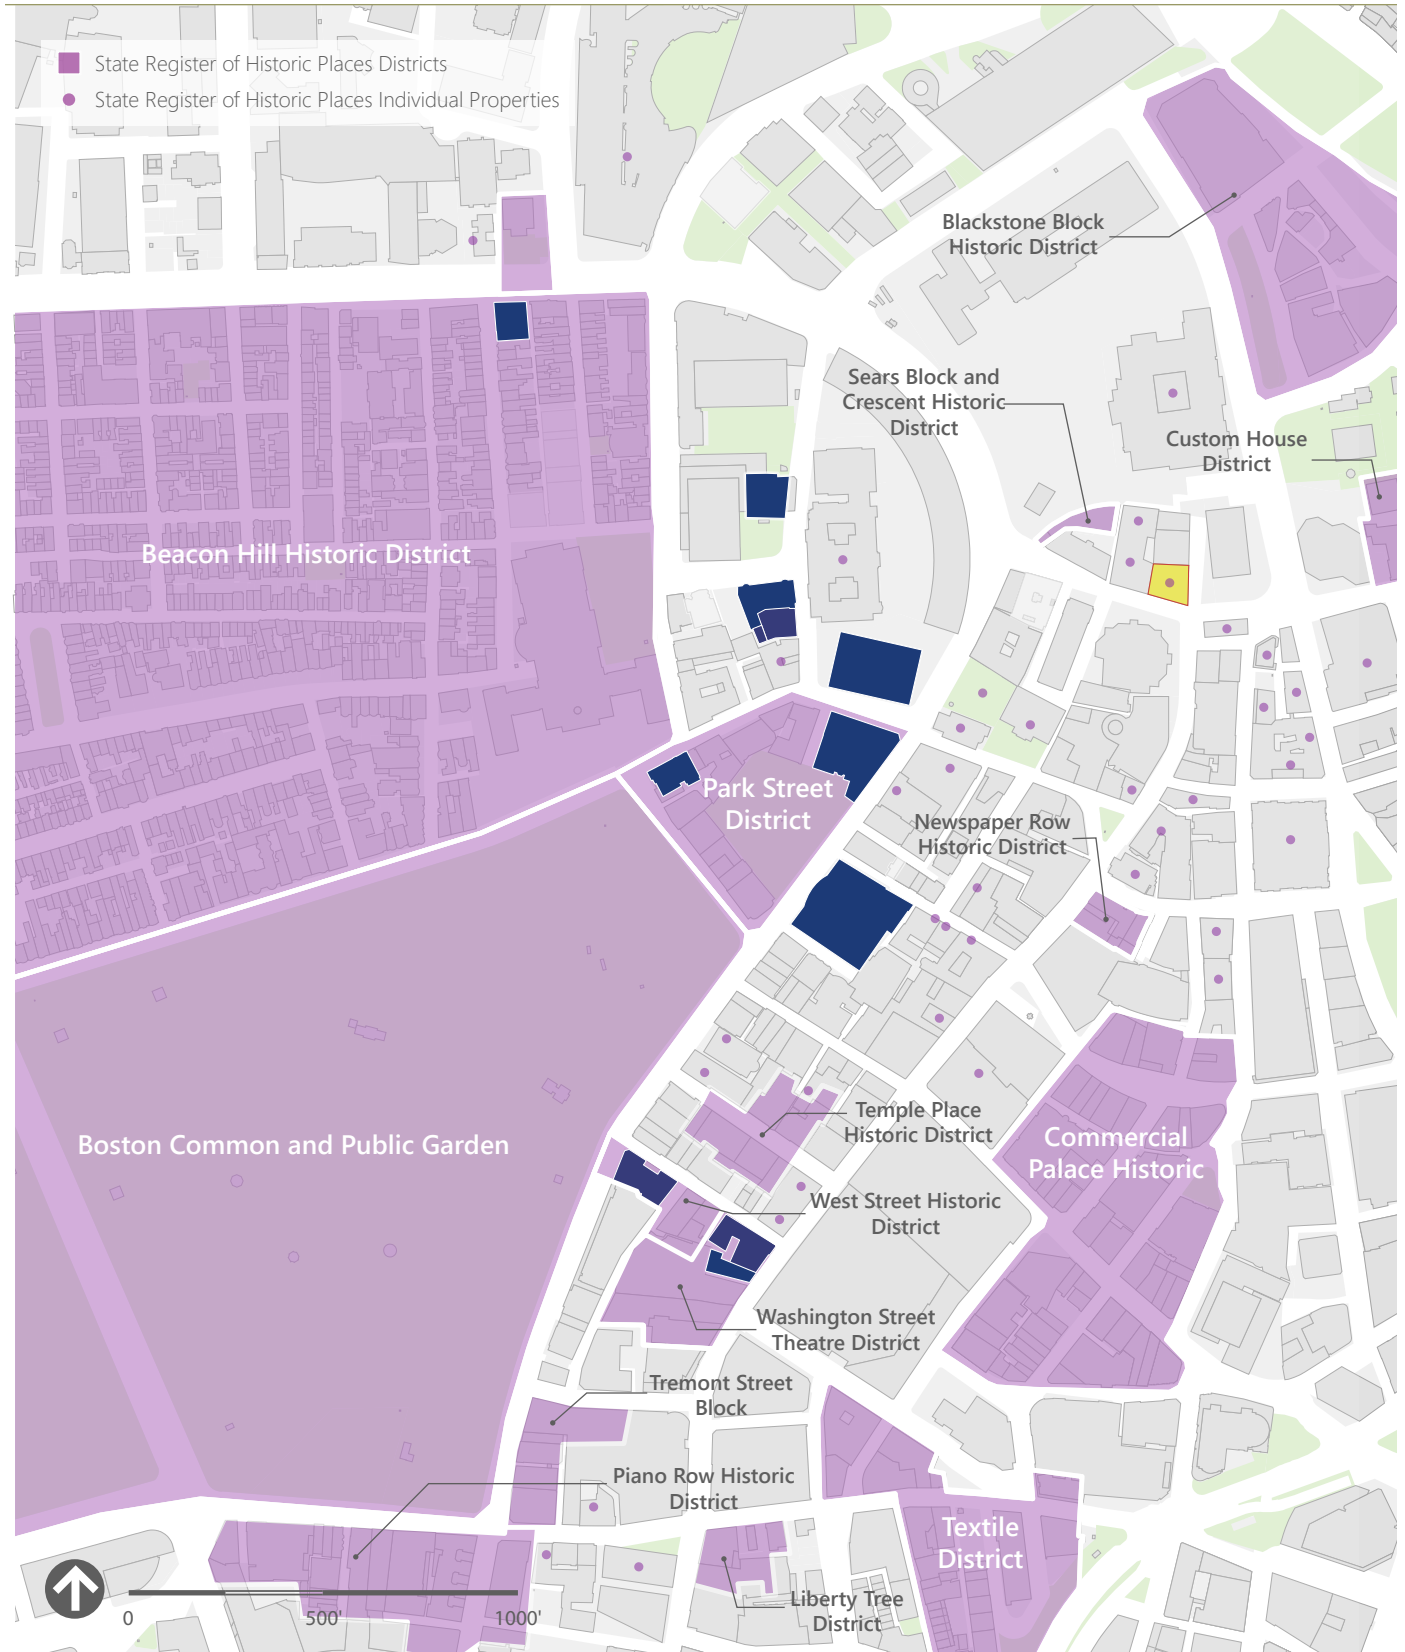 State Register of Historic Places Districts
State Register of Historic Places Individual Properties
Blackstone Block
Historic District
Sears Block and
Crescent Historic
District
Custom House
District
Beacon Hill Historic District
Park Street
District
Newspaper Row
Historic District
Boston Common and Public Garden
Temple Place
Historic District
Commercial
Palace Historic
West Street Historic
District
Washington Street
Theatre District
Tremont Street
Block
Piano Row Historic
District
Textile
District
Liberty Tree
District
0 500' 1000'